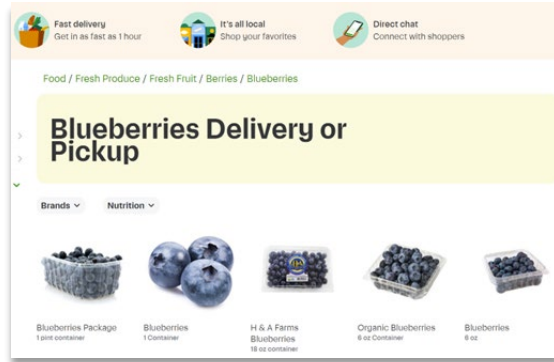 Fast delivery
Get in as fast as 1 hour
It's all local
Shop your favorites
Direct chat
Connect with shoppers
Food / Fresh Produce / Fresh Fruit / Berries / Blueberries
Blueberries Delivery or
Pickup
Brands
Nutrition
Blueberries Package
1 pint container
Blueberries
1 Container
H & A Farms
Blueberries
18 oz container
Organic Blueberries
6 oz Container
Blueberries
6 oz